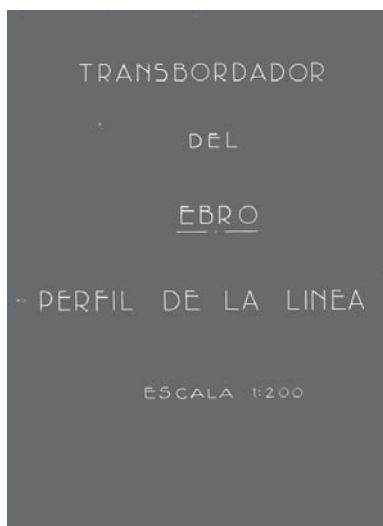 TRANSBORDADOR
DEL
EBRO
PERFIL DE LA LINEA
ESCALA 1:200